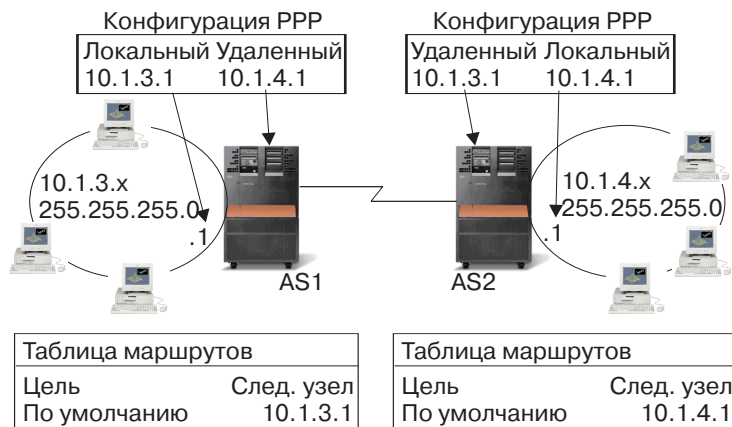 Конфигурация PPP
Локальный Удаленный
10.1.3.1 10.1.4.1
Конфигурация PPP
Удаленный Локальный
10.1.3.1 10.1.4.1
10.1.3.x
255.255.255.0
.1
AS1
AS2
10.1.4.x
255.255.255.0
.1
Таблица маршрутов
Цель След. узел
По умолчанию 10.1.3.1
Таблица маршрутов
Цель След. узел
По умолчанию 10.1.4.1